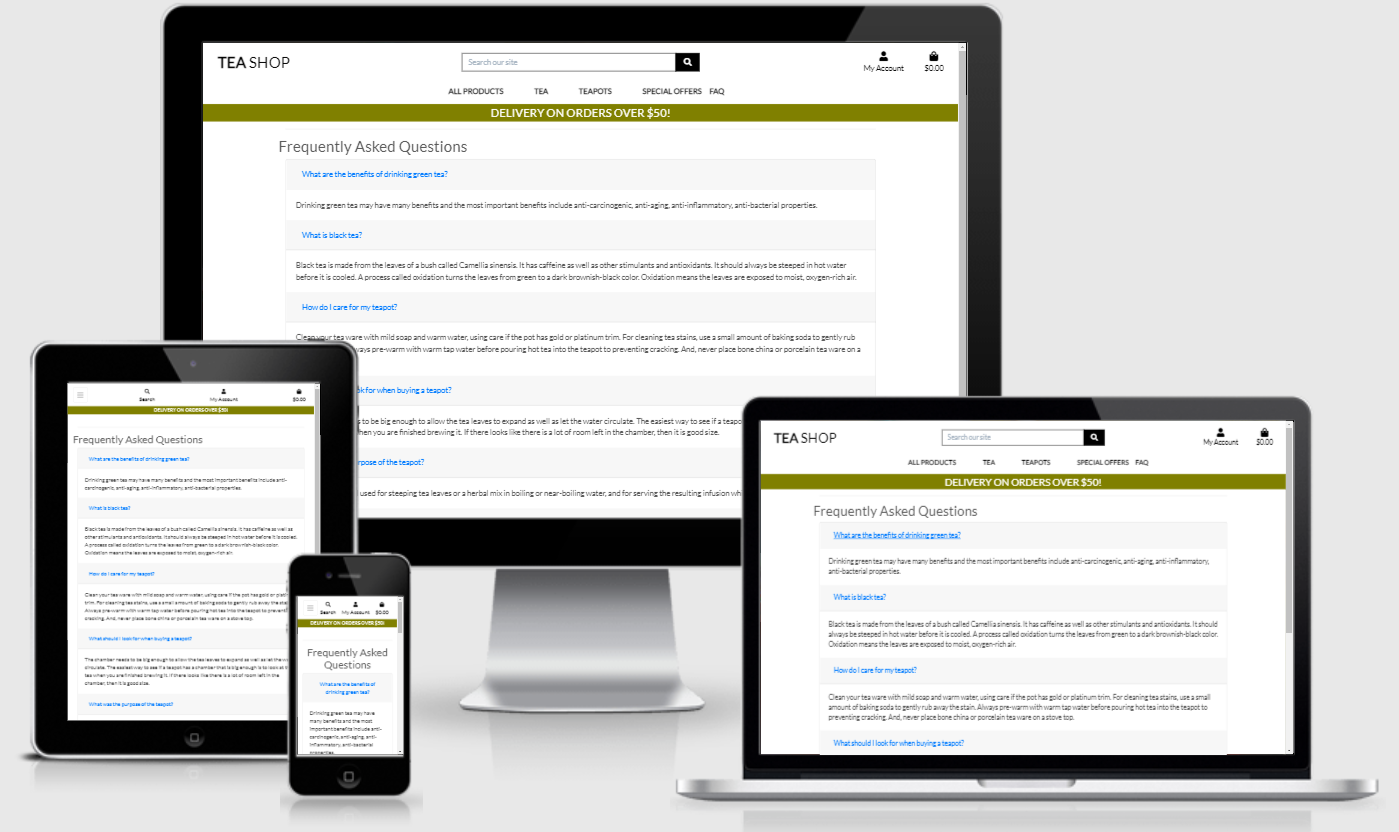 TEA SHOP
Search our site
My Account
$0.00
ALL PRODUCTS TEA TEAPOTS SPECIAL OFFERS FAQ
DELIVERY ON ORDERS OVER $50!
Frequently Asked Questions
What are the benefits of drinking green tea?
Drinking green tea may have many benefits and the most important benefits include anti-carcinogenic, anti-aging, anti-inflammatory, anti-bacterial properties.
What is black tea?
Black tea is made from the leaves of a bush called Camellia sinensis. It has caffeine as well as other stimulants and antioxidants. It should always be steeped in hot water
before it is cooled. A process called oxidation turns the leaves from green to a dark brownish-black color. Oxidation means the leaves are exposed to moist, oxygen-rich air.
How do I care for my teapot?
Clean your tea ware with mild soap and warm water, using care if the pot has gold or platinum trim. For cleaning tea stains, use a small amount of baking soda to gently rub
ways pre-warm with warm tap water before pouring hot tea into the teapot to preventing cracking. And, never place bone china or porcelain tea ware on a
k for when buying a teapot?
s to be big enough to allow the tea leaves to expand as well as let the water circulate. The easiest way to see if a teapo
hen you are finished brewing it. If there looks like there is a lot of room left in the chamber, then it is good size.
rpose of the teapot?
used for steeping tea leaves or a herbal mix in boiling or near-boiling water, and for serving the resulting infusion wh
Search
My Account
$0.00
DELIVERY ON ORDERS OVER $50!
Frequently Asked Questions
What are the benefits of drinking green tea?
Drinking green tea may have many benefits and the most important benefits include anti-
carcinogenic, anti-aging, anti-inflammatory, anti-bacterial properties.
What is black tea?
Black tea is made from the leaves of a bush called Camellia sinensis. It has caffeine as well as
other stimulants and antioxidants. It should always be steeped in hot water before it is cooled.
A process called oxidation turns the leaves from green to a dark brownish-black color.
Oxidation means the leaves are exposed to moist, oxygen-rich air.
How do I care for my teapot?
Clean your tea ware with mild soap and warm water, using care if the pot has gold or platin
trim. For cleaning tea stains, use a small amount of baking soda to gently rub away the stain.
Always pre-warm with warm tap water before pouring hot tea into the teapot to preventi
cracking. And, never place bone china or porcelain tea ware on a stove top.
What should I look for when buying a teapot?
The chamber needs to be big enough to allow the tea leaves to expand as well as let the w
circulate. The easiest way to see if a teapot has a chamber that is big enough is to look at th
tea when you are finished brewing it. If there looks like there is a lot of room left in the
chamber, then it is good size.
What was the purpose of the teapot?
Search
My Account
$0.00
DELIVERY ON ORDERS OVER $50!
Frequently Asked
Questions
What are the benefits of
drinking green tea?
Drinking green tea may have
many benefits and the most
important benefits include anti-
carcinogenic, anti-aging, anti-
inflammatory, anti-bacterial
properties.
TEA SHOP
Search our site
My Account
$0.00
ALL PRODUCTS TEA TEAPOTS SPECIAL OFFERS FAQ
DELIVERY ON ORDERS OVER $50!
Frequently Asked Questions
What are the benefits of drinking green tea?
Drinking green tea may have many benefits and the most important benefits include anti-carcinogenic, anti-aging, anti-inflammatory,
anti-bacterial properties.
What is black tea?
Black tea is made from the leaves of a bush called Camellia sinensis. It has caffeine as well as other stimulants and antioxidants. It should
always be steeped in hot water before it is cooled. A process called oxidation turns the leaves from green to a dark brownish-black color.
Oxidation means the leaves are exposed to moist, oxygen-rich air.
How do I care for my teapot?
Clean your tea ware with mild soap and warm water, using care if the pot has gold or platinum trim. For cleaning tea stains, use a small
amount of baking soda to gently rub away the stain. Always pre-warm with warm tap water before pouring hot tea into the teapot to
preventing cracking. And, never place bone china or porcelain tea ware on a stove top.
What should I look for when buying a teapot?